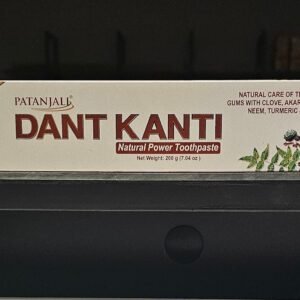 PATANJALI
DANT KANTI
Natural Power Toothpaste
Net Weight: 200 g (7.04 oz)
NATURAL CARE OF
GUMS WITH CLOVE,
NEEM, TURMERIC